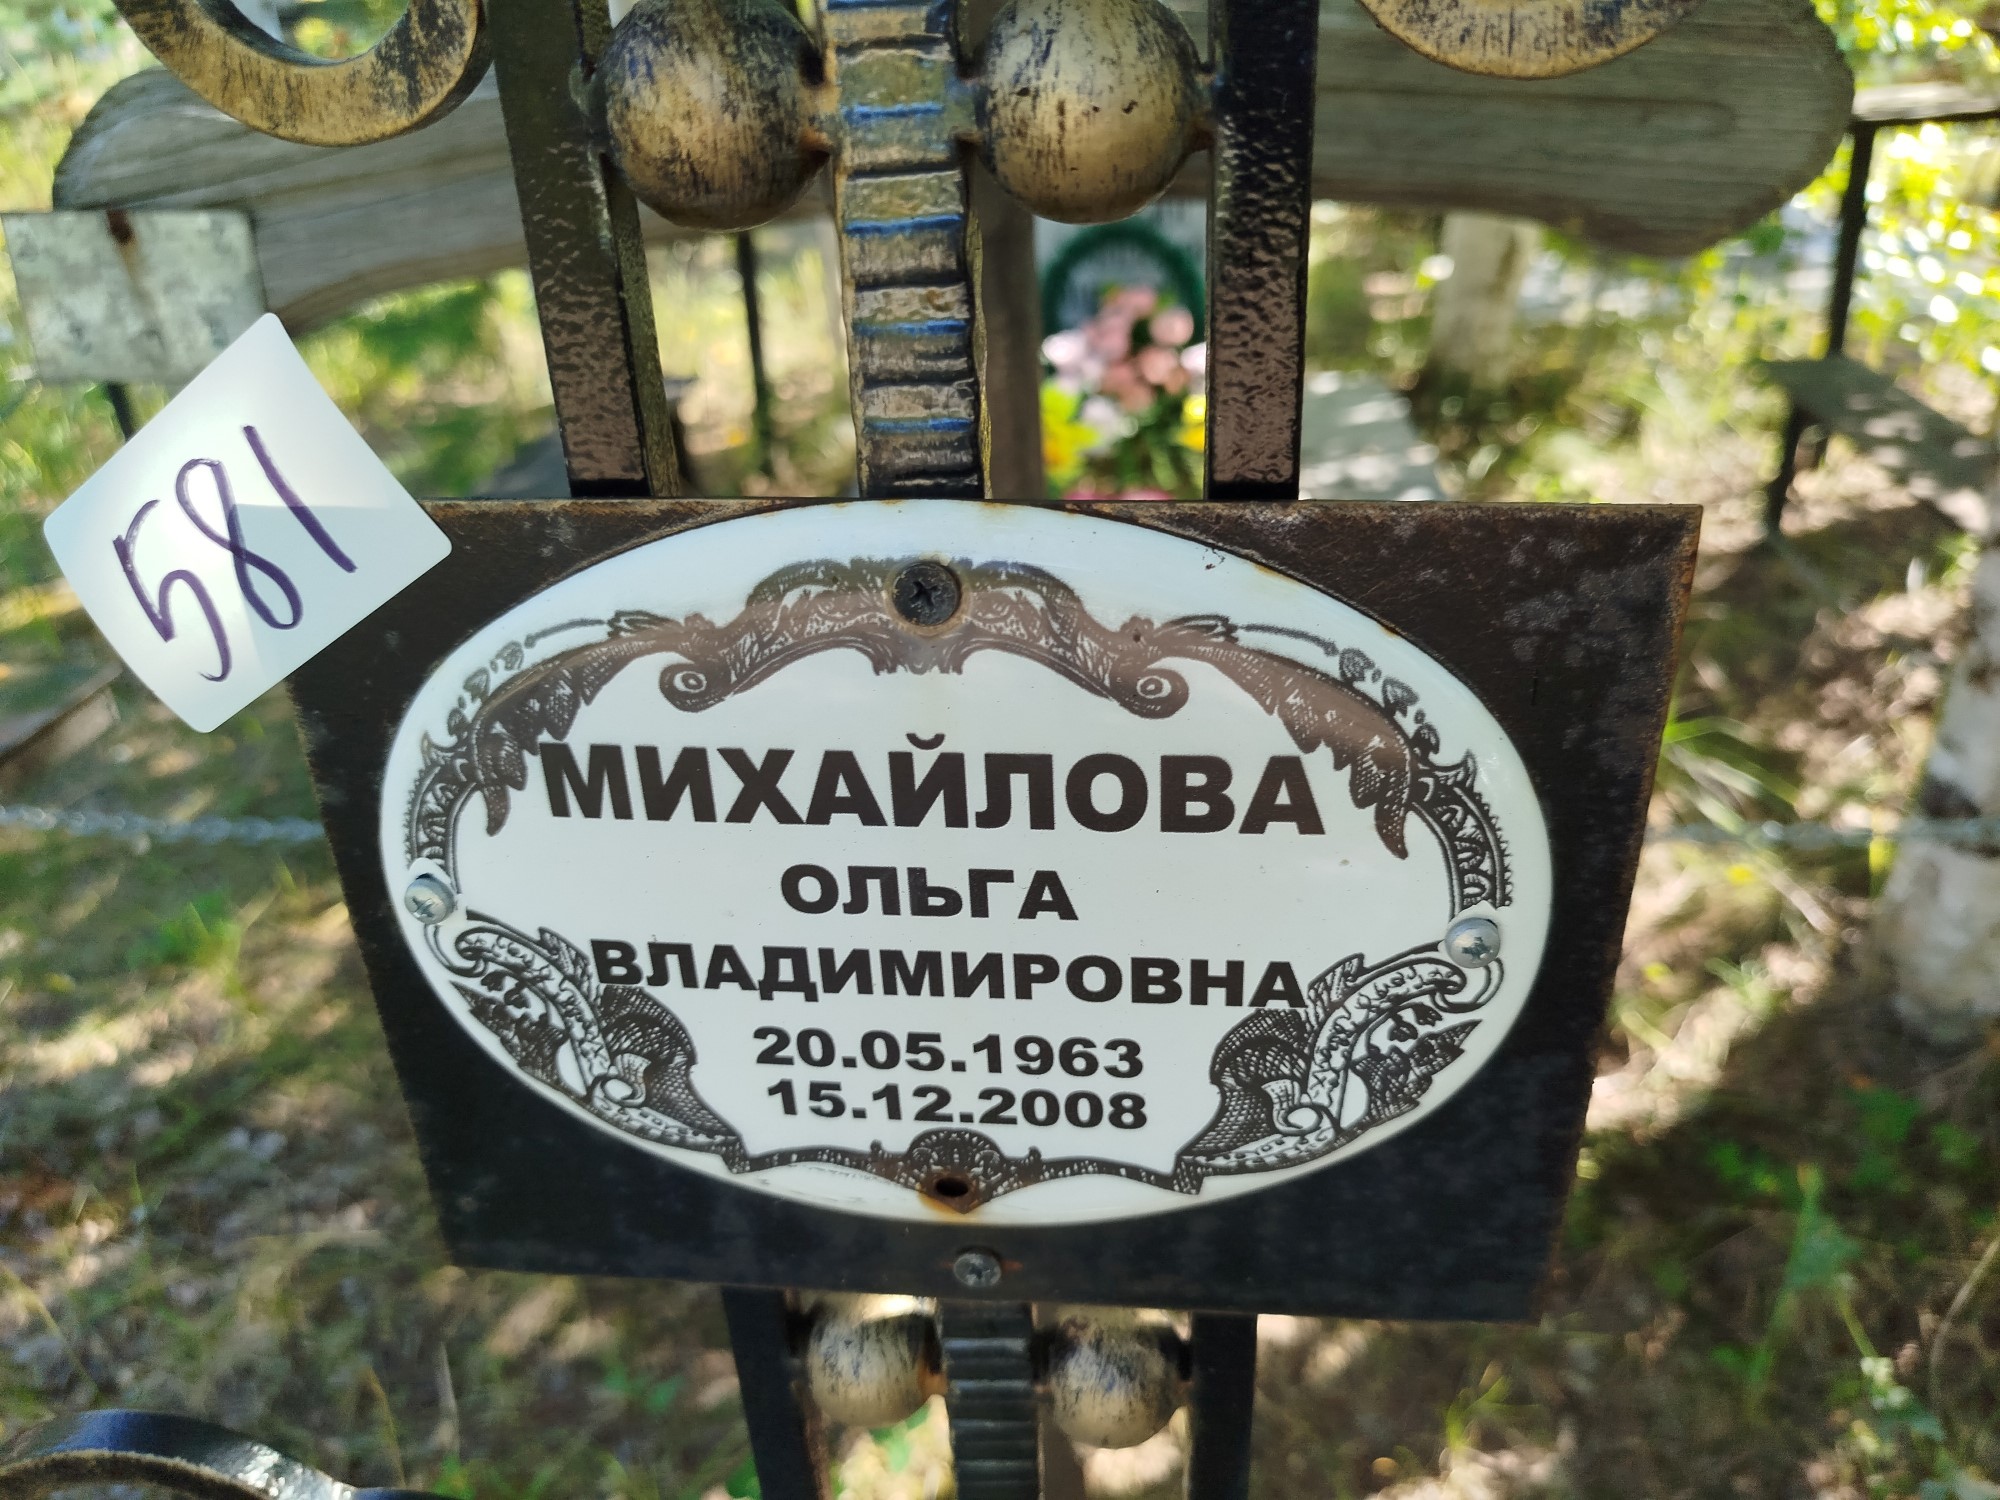 581
МИХАЙЛОВА
ОЛЬГА
ВЛАДИМИРОВНА
20.05.1963
15.12.2008